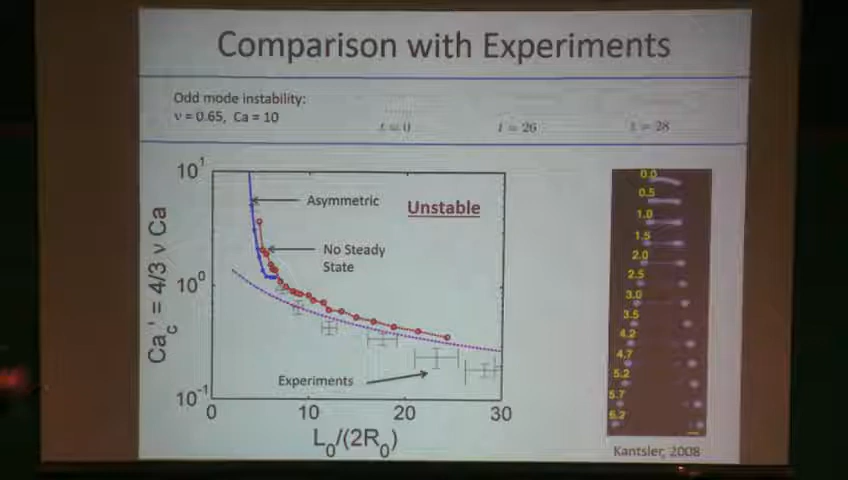 Comparison with Experiments
Odd mode instability:
ν = 0.65, Ca = 10
t = 0
t = 26
t = 28
10¹
Asymmetric
Unstable
No Steady
State
10⁰
Ca꜀' = 4/3 ν Ca
Experiments
10⁻¹
0
10
20
30
L₀/(2R₀)
0.0
0.5
1.0
1.5
2.0
2.5
3.0
3.5
4.2
4.7
5.2
5.7
6.2
Kantsler, 2008